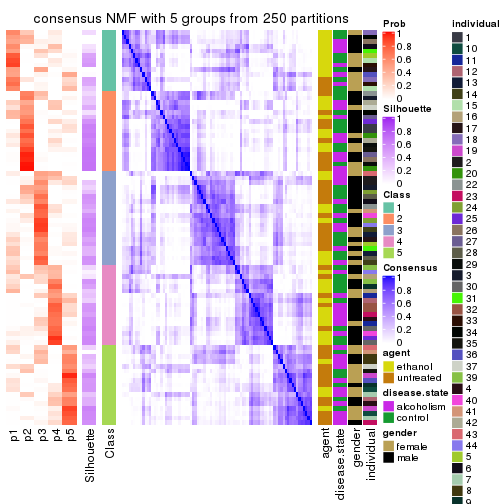 consensus NMF with 5 groups from 250 partitions
p1
p2
p3
p4
p5
Silhouette
Class
agent
disease.state
gender
individual
Prob
1
0.8
0.6
0.4
0.2
0
Silhouette
1
0.8
0.6
0.4
0.2
0
Class
1
2
3
4
5
Consensus
1
0.8
0.6
0.4
0.2
0
agent
ethanol
untreated
disease.state
alcoholism
control
gender
female
male
individual
1
10
11
12
13
14
15
16
17
18
19
2
20
22
23
24
25
26
27
28
29
3
30
31
32
33
34
35
36
37
39
4
40
41
42
43
44
5
6
7
8
9